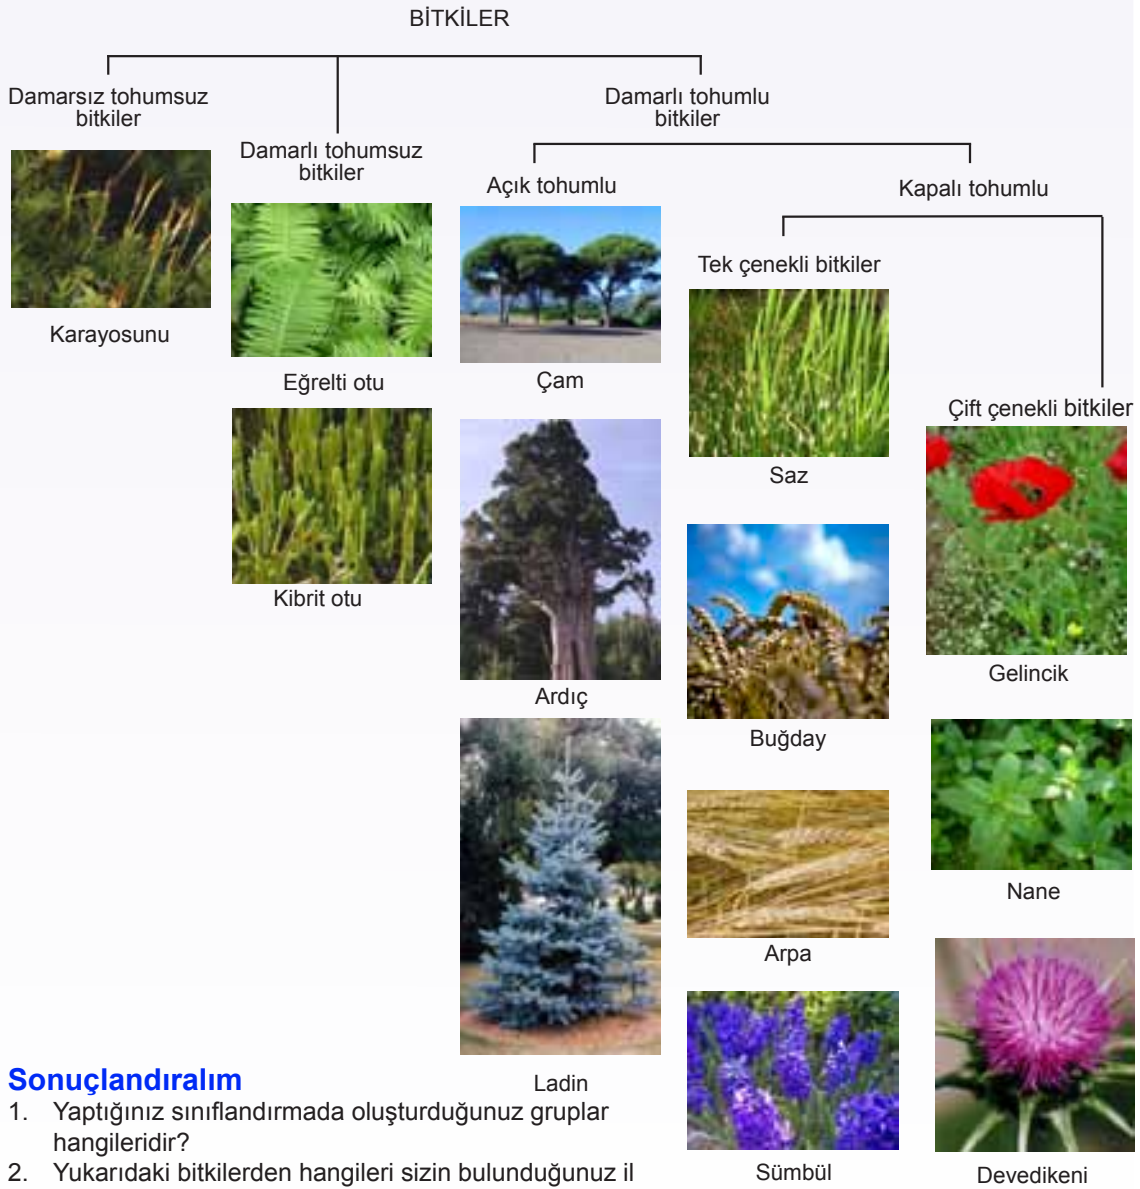 BİTKİLER
Damarsız tohumsuz
bitkiler
Karayosunu
Damarlı tohumsuz
bitkiler
Eğrelti otu
Kibrit otu
Damarlı tohumlu
bitkiler
Açık tohumlu
Çam
Ardıç
Ladin
Kapalı tohumlu
Tek çenekli bitkiler
Saz
Buğday
Arpa
Sümbül
Çift çenekli bitkiler
Gelincik
Nane
Devedikeni
Sonuçlandıralım
1. Yaptığınız sınıflandırmada oluşturduğunuz gruplar
hangileridir?
2. Yukarıdaki bitkilerden hangileri sizin bulunduğunuz il